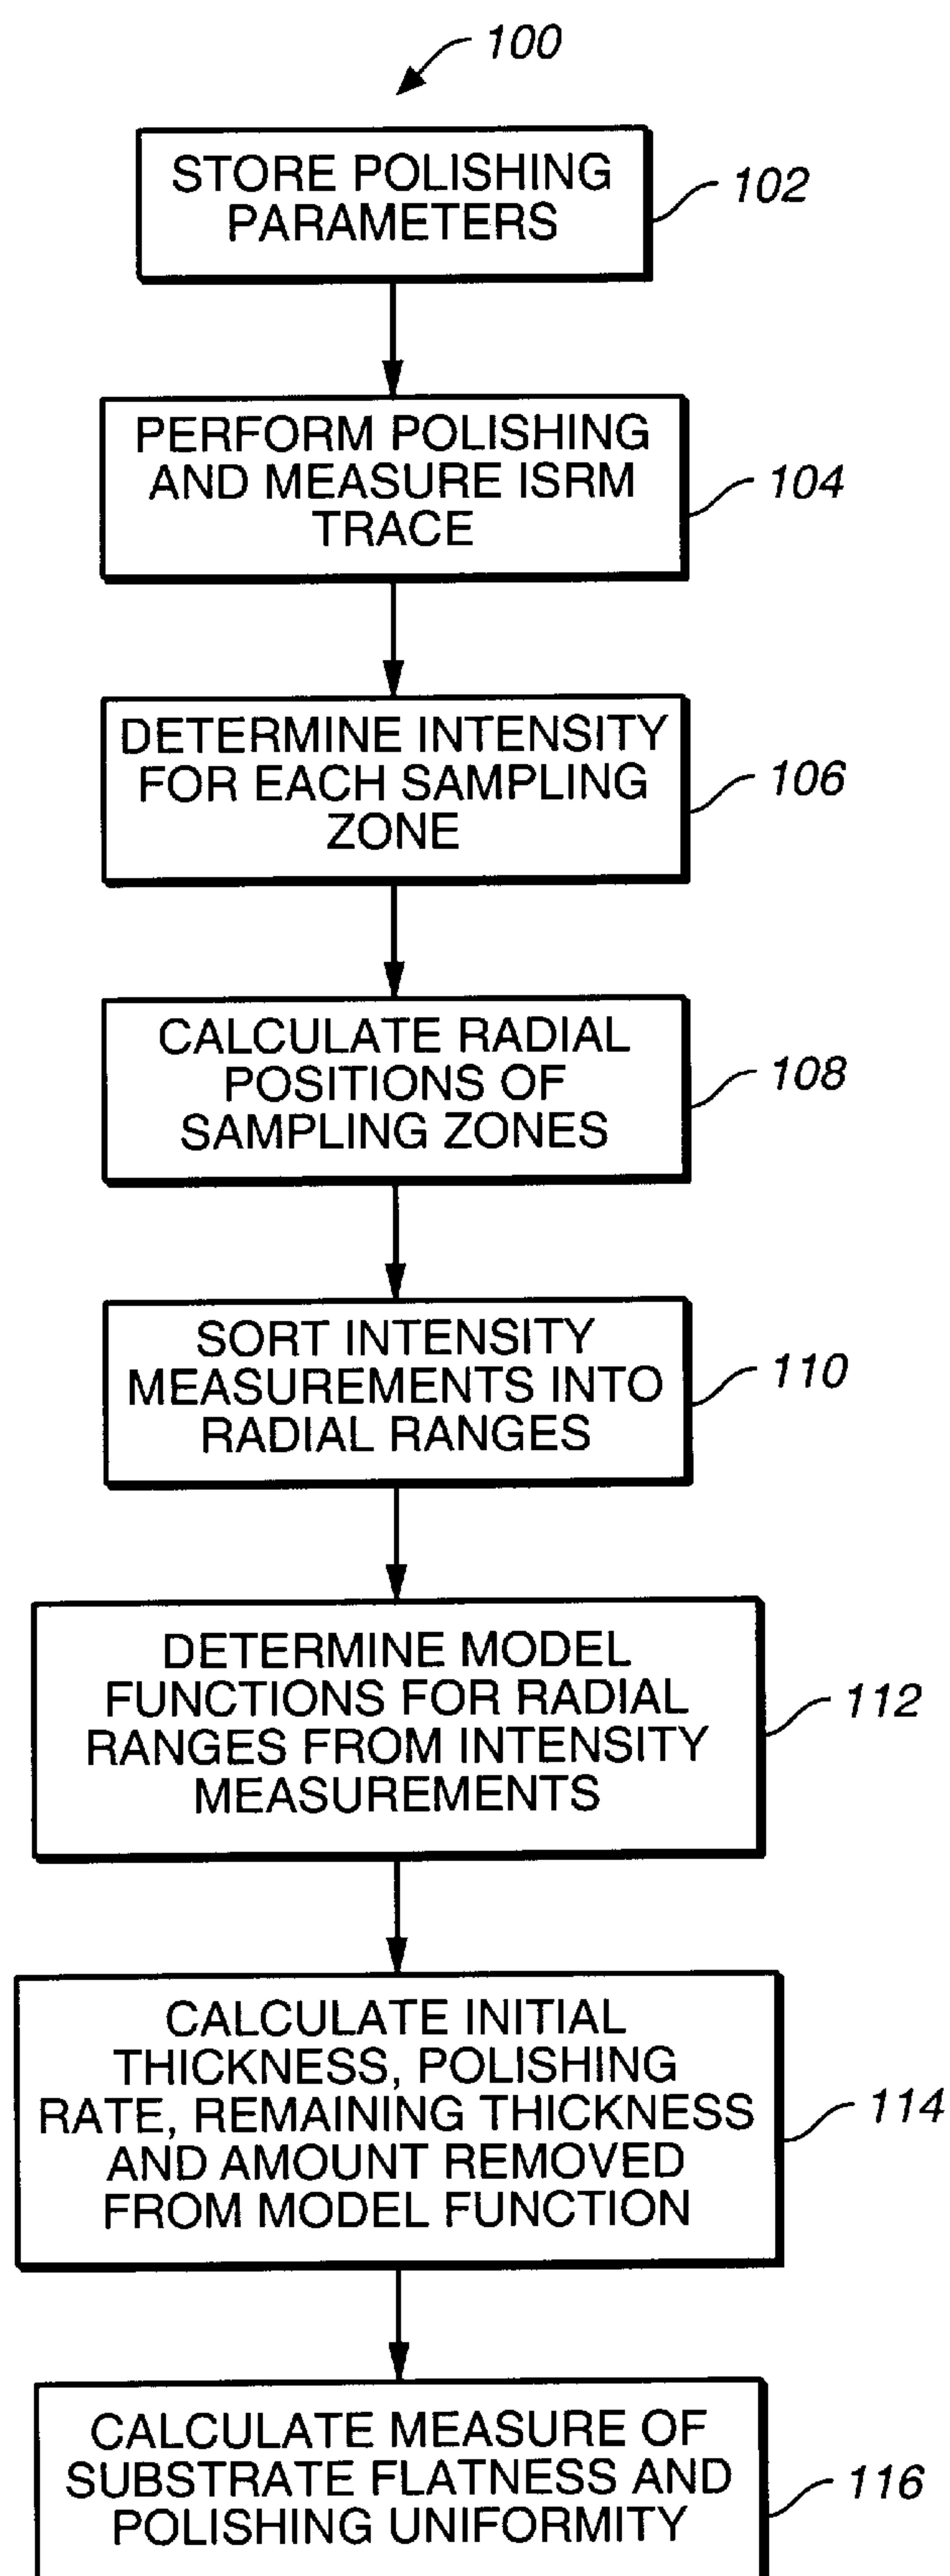 100
STORE POLISHING
PARAMETERS
102
PERFORM POLISHING
AND MEASURE ISRM
TRACE
104
DETERMINE INTENSITY
FOR EACH SAMPLING
ZONE
106
CALCULATE RADIAL
POSITIONS OF
SAMPLING ZONES
108
SORT INTENSITY
MEASUREMENTS INTO
RADIAL RANGES
110
DETERMINE MODEL
FUNCTIONS FOR RADIAL
RANGES FROM INTENSITY
MEASUREMENTS
112
CALCULATE INITIAL
THICKNESS, POLISHING
RATE, REMAINING THICKNESS
AND AMOUNT REMOVED
FROM MODEL FUNCTION
114
CALCULATE MEASURE OF
SUBSTRATE FLATNESS AND
POLISHING UNIFORMITY
116